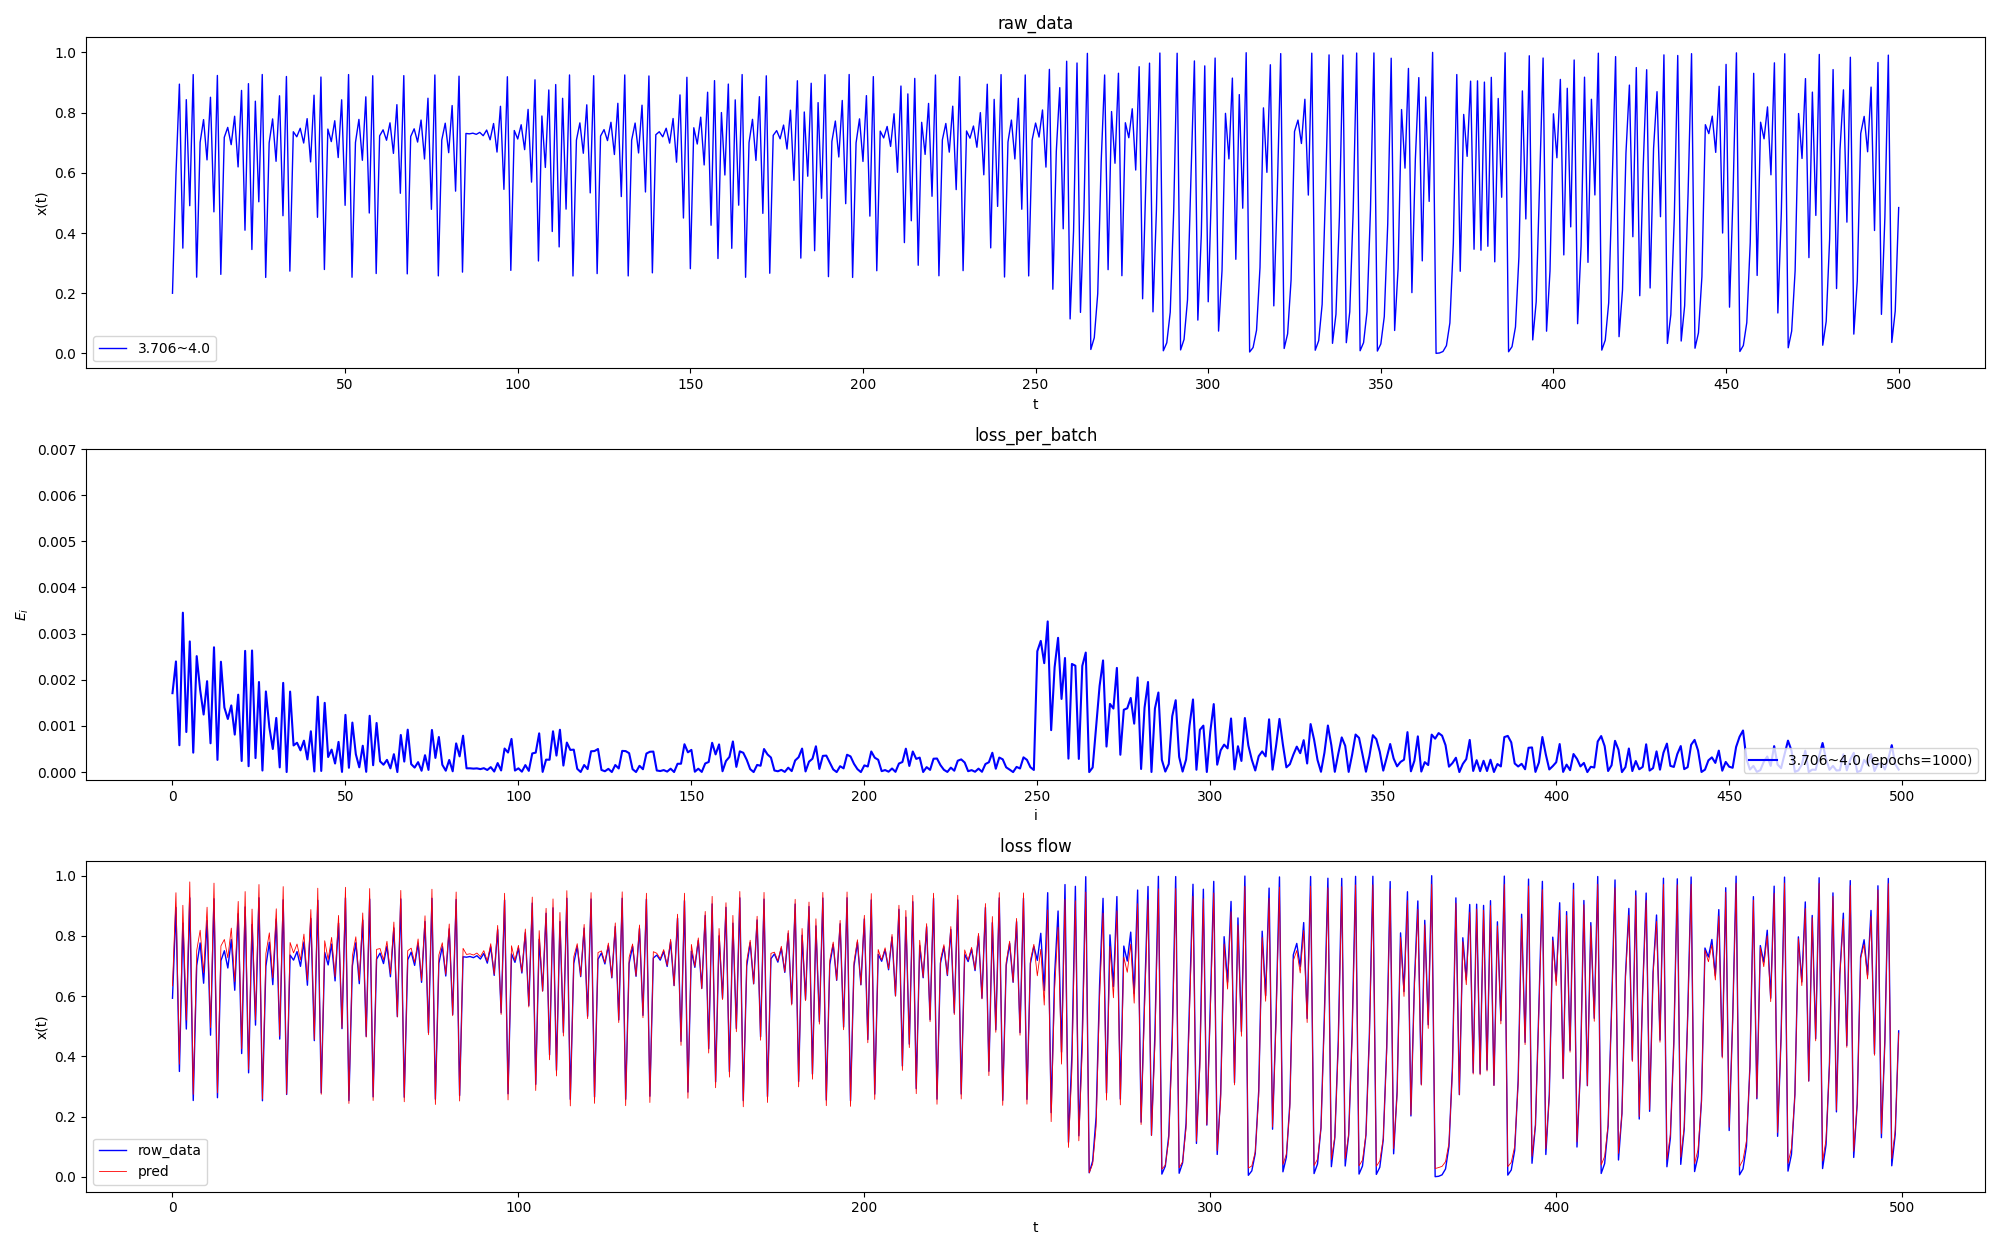 raw_data
1.0
0.8
0.6
0.4
0.2
0.0
x(t)
3.706~4.0
50 100 150 200 250 300 350 400 450 500
t
loss_per_batch
0.007
0.006
0.005
0.004
0.003
0.002
0.001
0.000
E_i
3.706~4.0 (epochs=1000)
0 50 100 150 200 250 300 350 400 450 500
i
loss flow
1.0
0.8
0.6
0.4
0.2
0.0
x(t)
row_data
pred
0 100 200 300 400 500
t